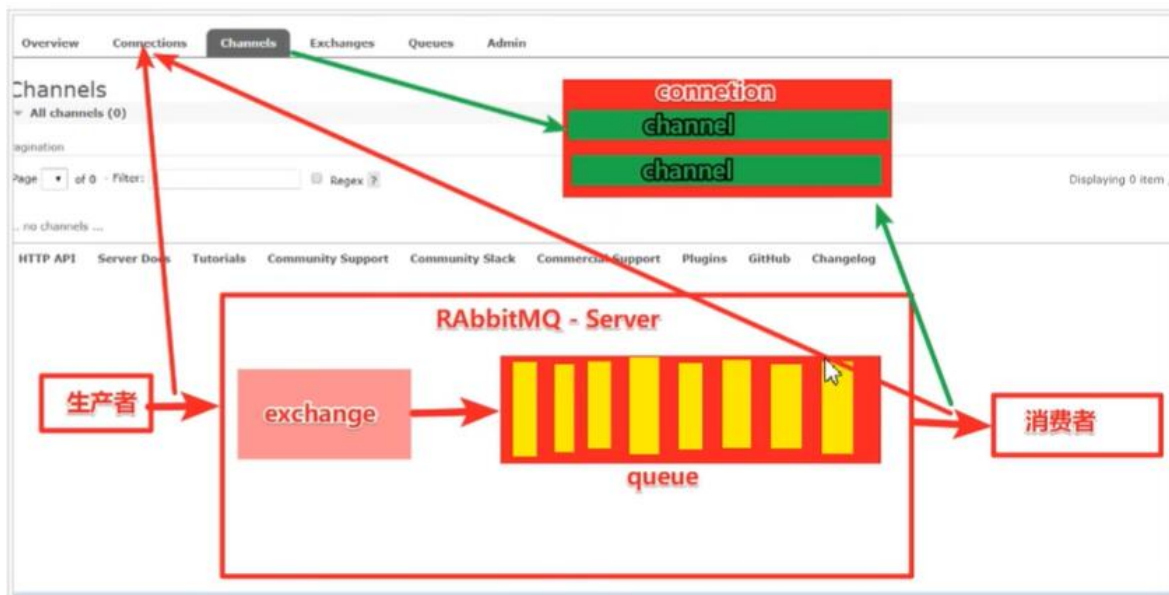 Overview Connections Channels Exchanges Queues Admin
Channels
All channels (0)
agination
Page of 0 - Filter: Regex ? Displaying 0 item
... no channels ...
HTTP API Server Docs Tutorials Community Support Community Slack Commercial Support Plugins GitHub Changelog
connetion
channel
channel
RAbbitMQ - Server
生产者
exchange
queue
消费者